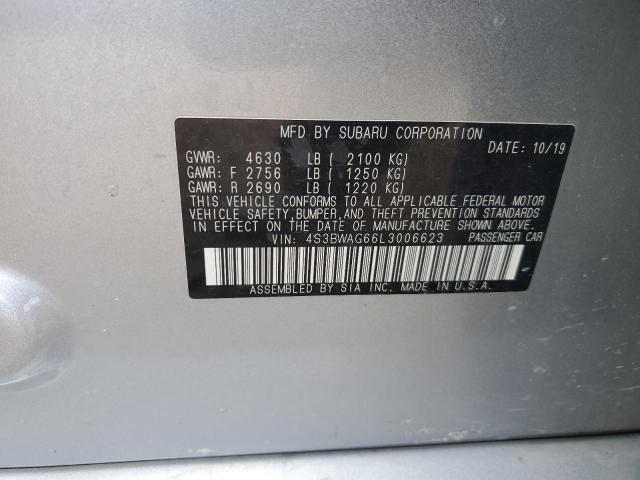 MFD BY SUBARU CORPORATION
DATE: 10/19
GVWR: 4630 LB ( 2100 KG)
GAWR: F 2756 LB ( 1250 KG)
GAWR: R 2690 LB ( 1220 KG)
THIS VEHICLE CONFORMS TO ALL APPLICABLE FEDERAL MOTOR
VEHICLE SAFETY, BUMPER, AND THEFT PREVENTION STANDARDS
IN EFFECT ON THE DATE OF MANUFACTURE SHOWN ABOVE.
VIN: 4S3BWAG66L3006623 PASSENGER CAR
ASSEMBLED BY SIA INC. MADE IN U.S.A.